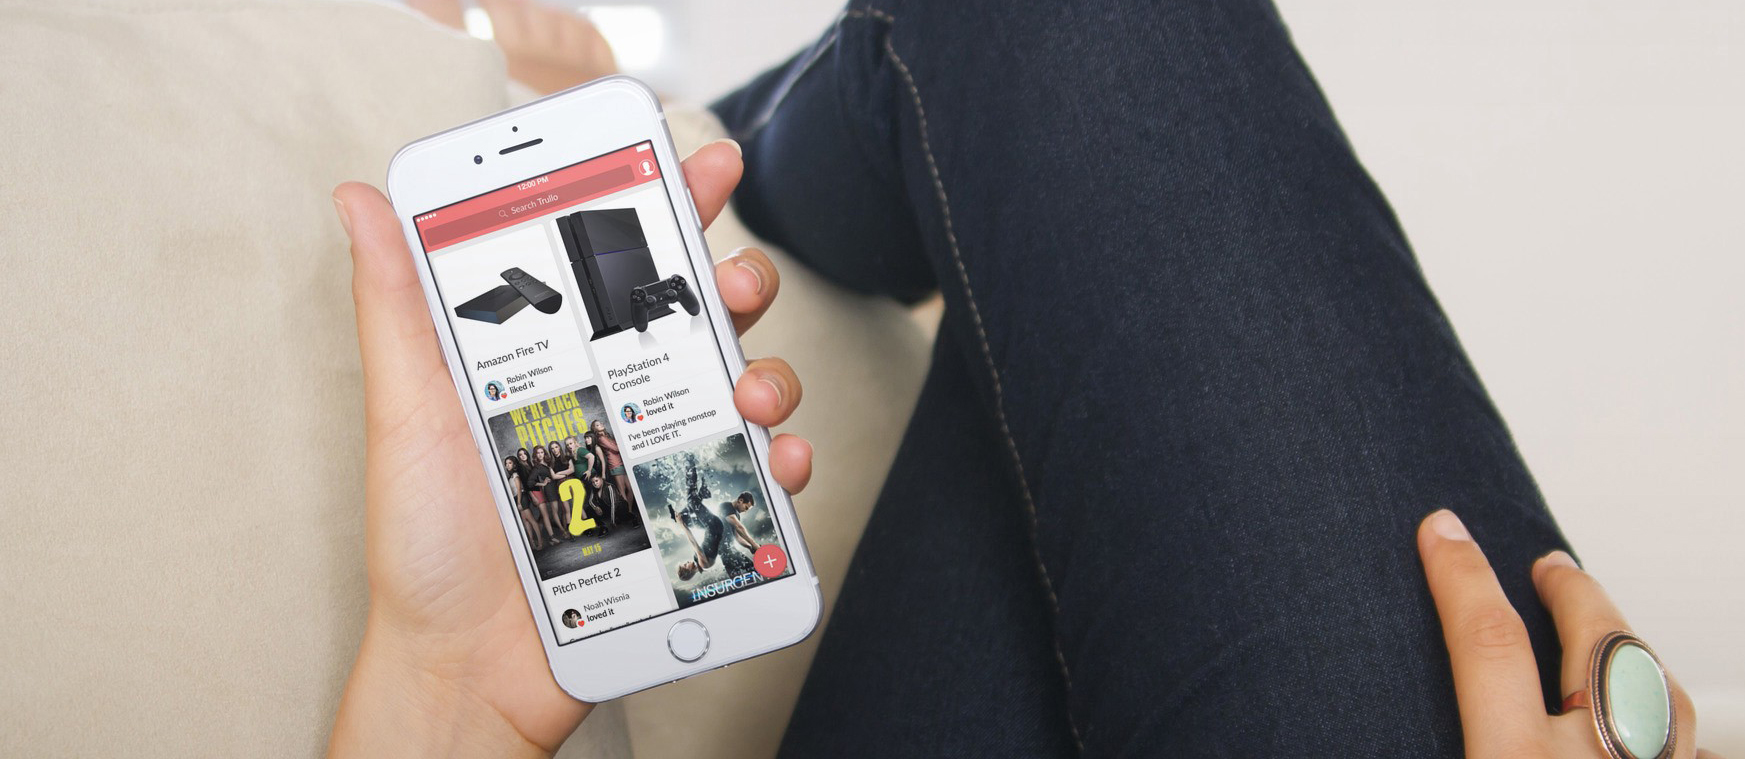 12:00 PM
Search Trullo
Amazon Fire TV
Robin Wilson
liked it
PlayStation 4
Console
Robin Wilson
loved it
I've been playing nonstop
and I LOVE IT.
WE'RE BACK
PITCHES
2
MAY 15
Pitch Perfect 2
Noah Wisnia
loved it
INSURGEN